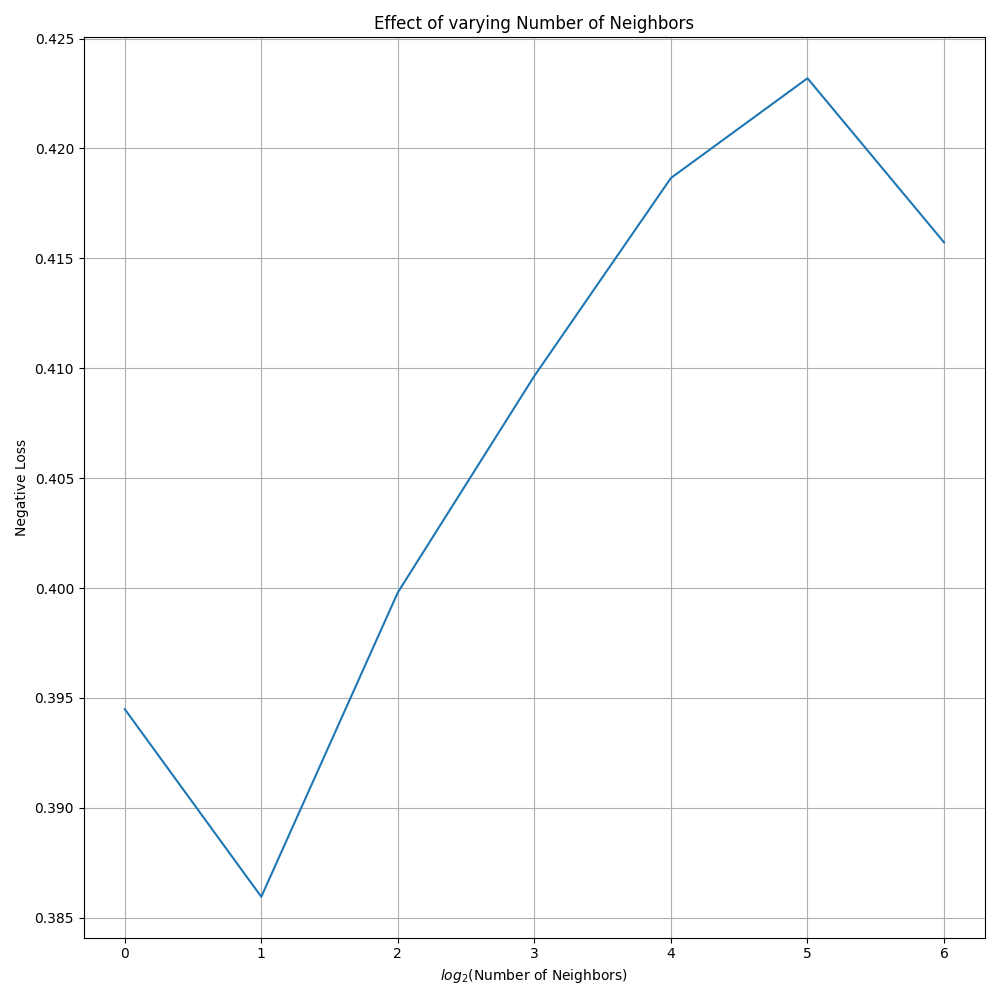 Effect of varying Number of Neighbors
0.425
0.420
0.415
0.410
0.405
0.400
0.395
0.390
0.385
Negative Loss
0 1 2 3 4 5 6
log₂(Number of Neighbors)